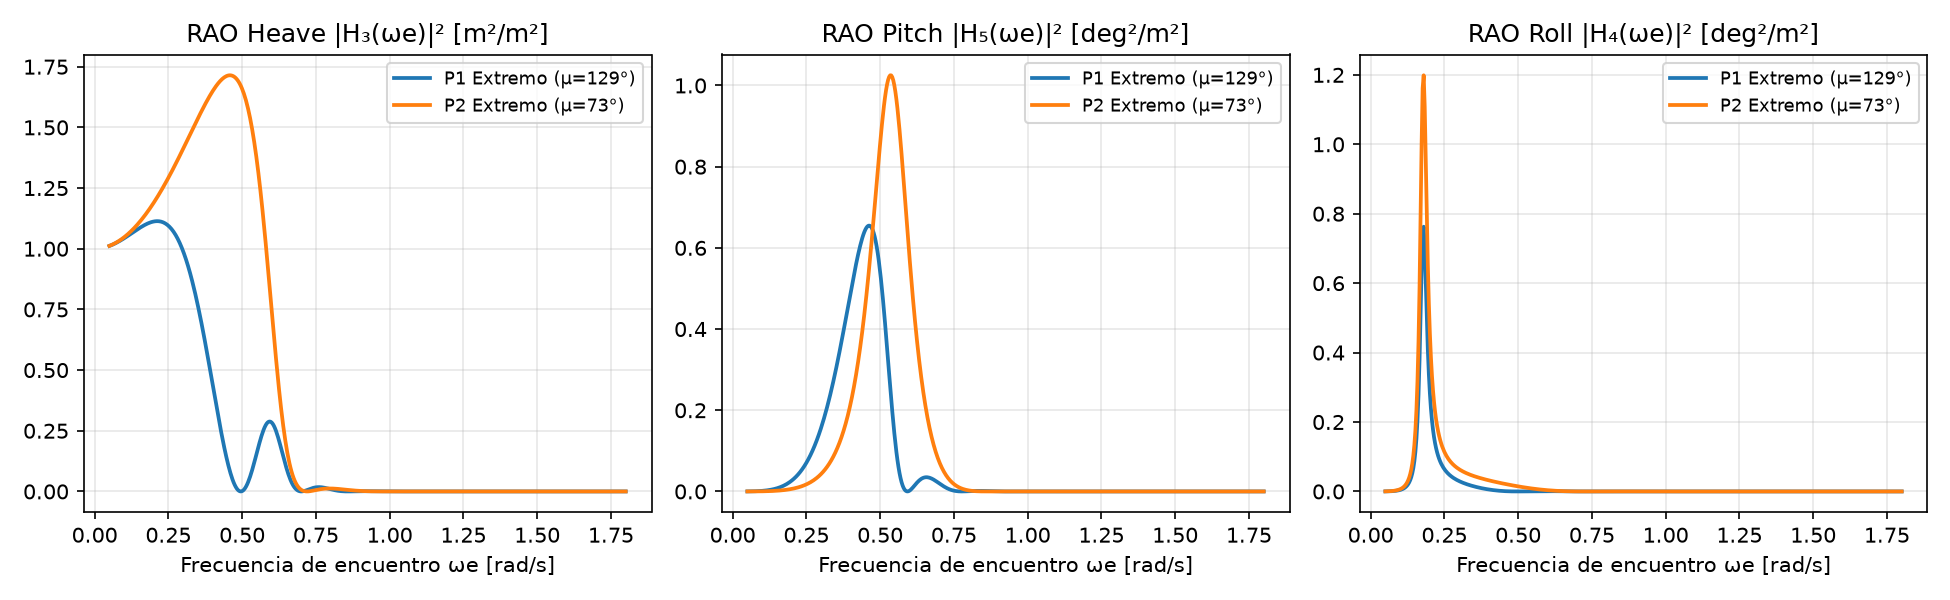 RAO Heave |H₃(ωe)|² [m²/m²]
P1 Extremo (μ=129°)
P2 Extremo (μ=73°)
1.75
1.50
1.25
1.00
0.75
0.50
0.25
0.00
0.00 0.25 0.50 0.75 1.00 1.25 1.50 1.75
Frecuencia de encuentro ωe [rad/s]
RAO Pitch |H₅(ωe)|² [deg²/m²]
P1 Extremo (μ=129°)
P2 Extremo (μ=73°)
1.0
0.8
0.6
0.4
0.2
0.0
0.00 0.25 0.50 0.75 1.00 1.25 1.50 1.75
Frecuencia de encuentro ωe [rad/s]
RAO Roll |H₄(ωe)|² [deg²/m²]
P1 Extremo (μ=129°)
P2 Extremo (μ=73°)
1.2
1.0
0.8
0.6
0.4
0.2
0.0
0.00 0.25 0.50 0.75 1.00 1.25 1.50 1.75
Frecuencia de encuentro ωe [rad/s]